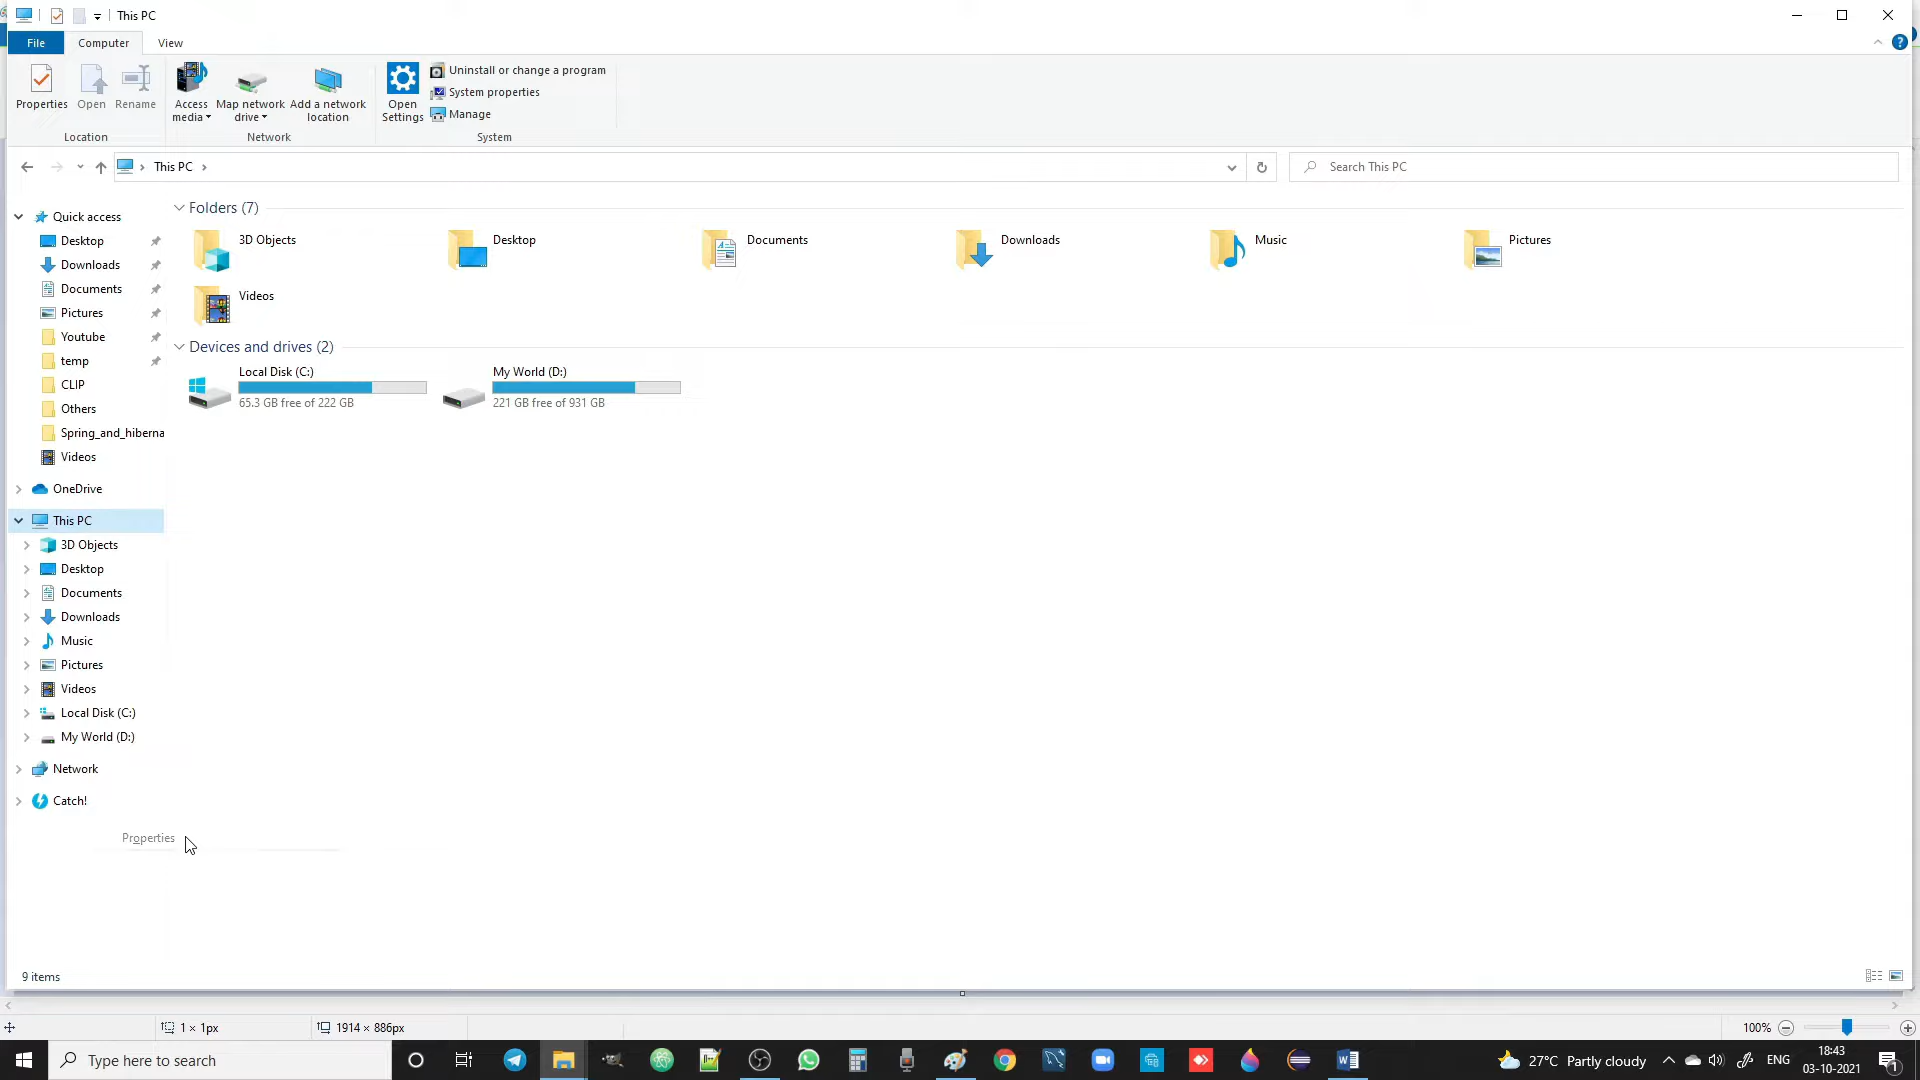 This PC
File Computer View
Properties Open Rename Access media Map network drive Add a network location Open Settings
Uninstall or change a program
System properties
Manage
Location Network System
This PC
Search This PC
Quick access
Desktop
Downloads
Documents
Pictures
Youtube
temp
CLIP
Others
Spring_and_hiberna
Videos
OneDrive
This PC
3D Objects
Desktop
Documents
Downloads
Music
Pictures
Videos
Local Disk (C:)
My World (D:)
Network
Catch!
Properties
Folders (7)
3D Objects Desktop Documents Downloads Music Pictures
Videos
Devices and drives (2)
Local Disk (C:)
65.3 GB free of 222 GB
My World (D:)
221 GB free of 931 GB
9 items
1 × 1px 1914 × 886px 100%
Type here to search
27°C Partly cloudy ENG
18:43
03-10-2021
1